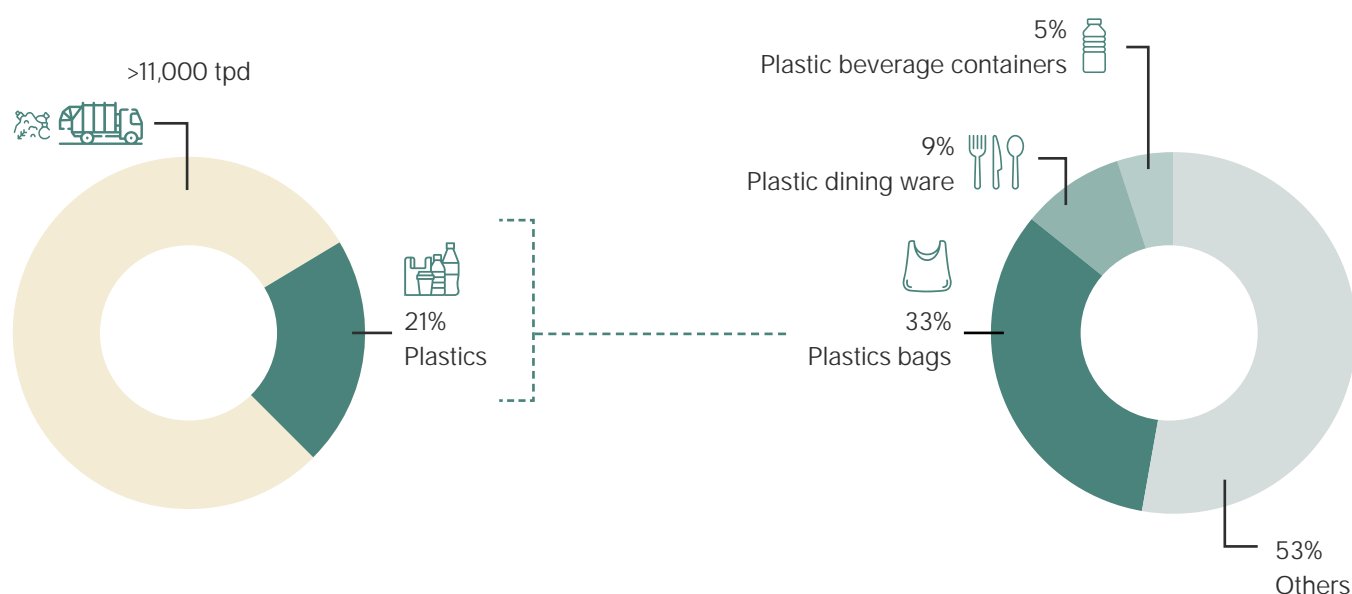 >11,000 tpd
21%
Plastics
5%
Plastic beverage containers
9%
Plastic dining ware
33%
Plastics bags
53%
Others